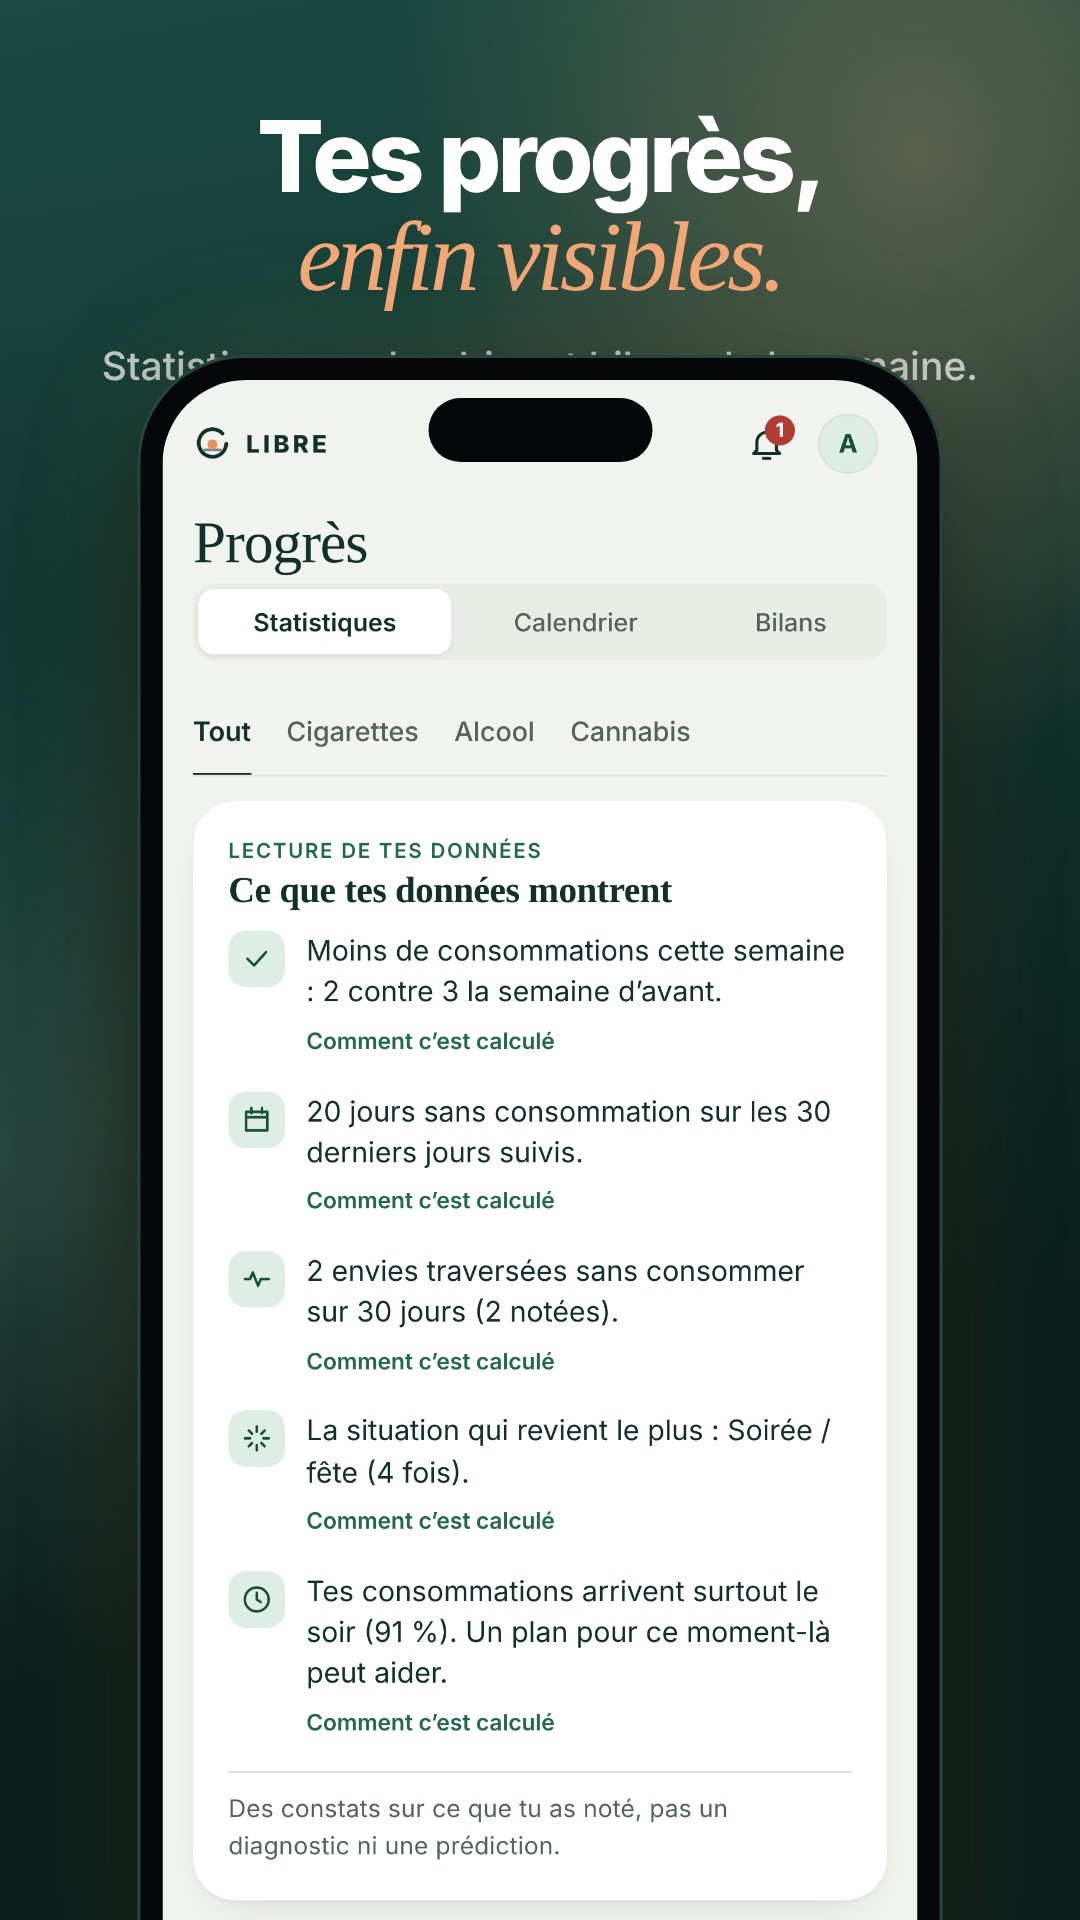 Tes progrès,
enfin visibles.
LIBRE
1
A
Progrès
Statistiques Calendrier Bilans
Tout Cigarettes Alcool Cannabis
LECTURE DE TES DONNÉES
Ce que tes données montrent
Moins de consommations cette semaine
: 2 contre 3 la semaine d’avant.
Comment c’est calculé
20 jours sans consommation sur les 30
derniers jours suivis.
Comment c’est calculé
2 envies traversées sans consommer
sur 30 jours (2 notées).
Comment c’est calculé
La situation qui revient le plus : Soirée /
fête (4 fois).
Comment c’est calculé
Tes consommations arrivent surtout le
soir (91 %). Un plan pour ce moment-là
peut aider.
Comment c’est calculé
Des constats sur ce que tu as noté, pas un
diagnostic ni une prédiction.